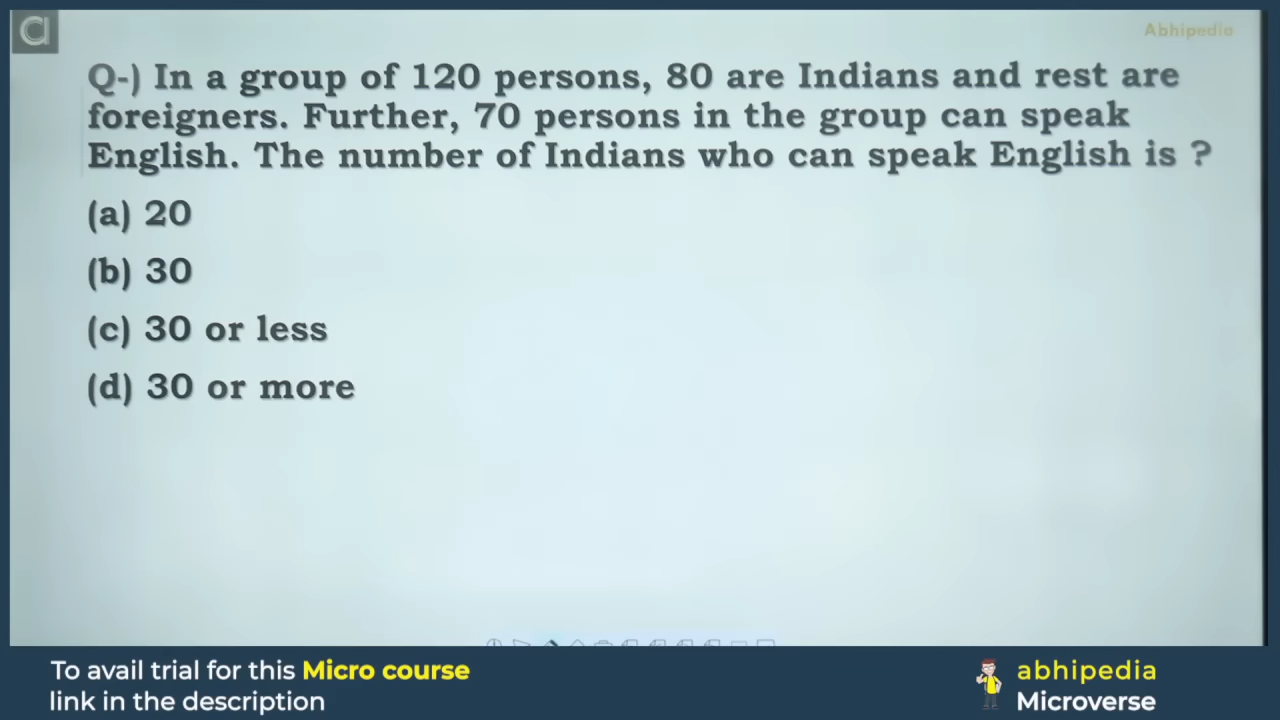 a
Abhipedia
Q-) In a group of 120 persons, 80 are Indians and rest are
foreigners. Further, 70 persons in the group can speak
English. The number of Indians who can speak English is ?
(a) 20
(b) 30
(c) 30 or less
(d) 30 or more
To avail trial for this Micro course
link in the description
abhipedia
Microverse